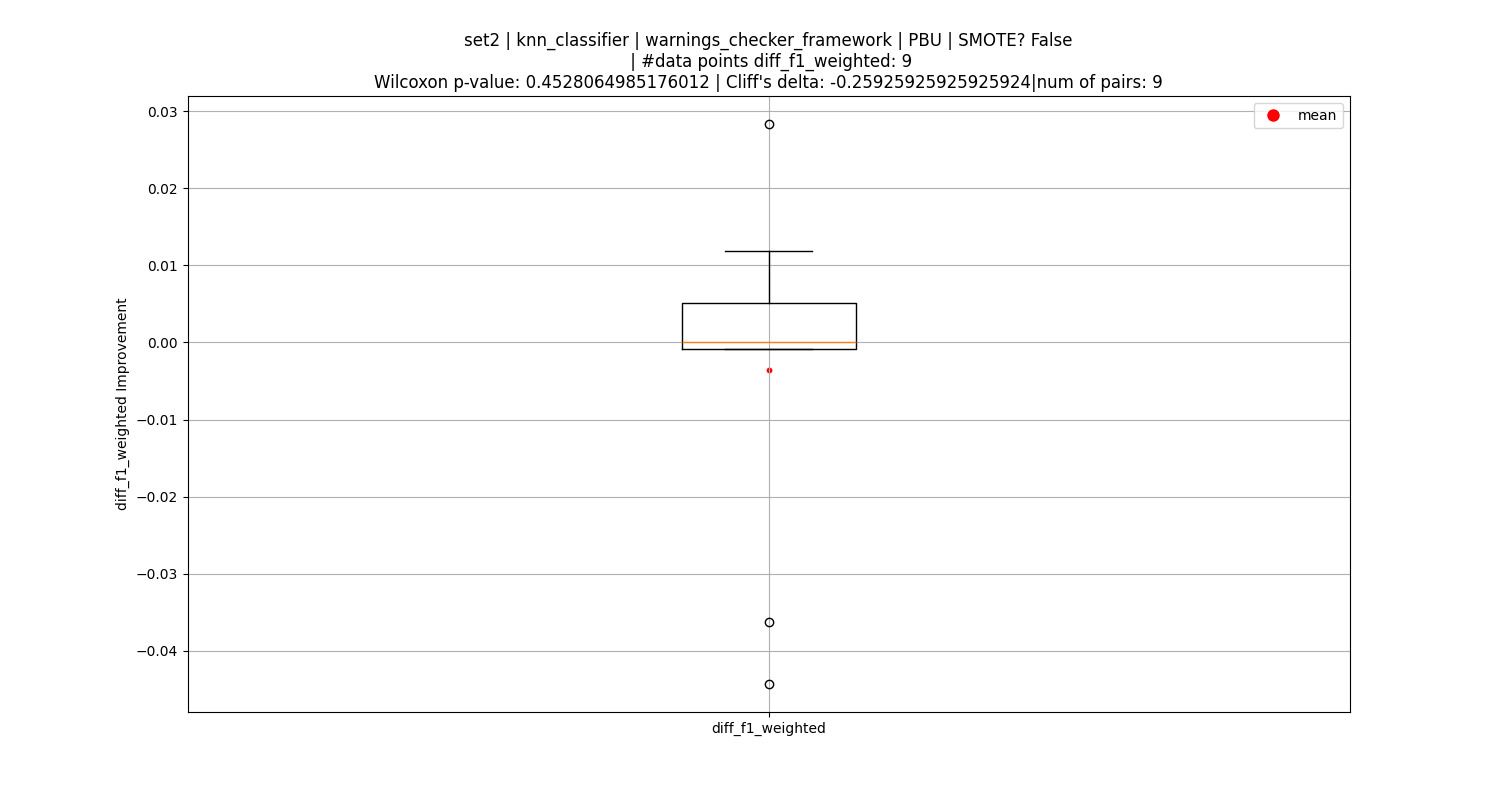 set2 | knn_classifier | warnings_checker_framework | PBU | SMOTE? False
| #data points diff_f1_weighted: 9
Wilcoxon p-value: 0.4528064985176012 | Cliff's delta: -0.25925925925925924|num of pairs: 9
mean
0.03
0.02
0.01
0.00
−0.01
−0.02
−0.03
−0.04
diff_f1_weighted Improvement
diff_f1_weighted